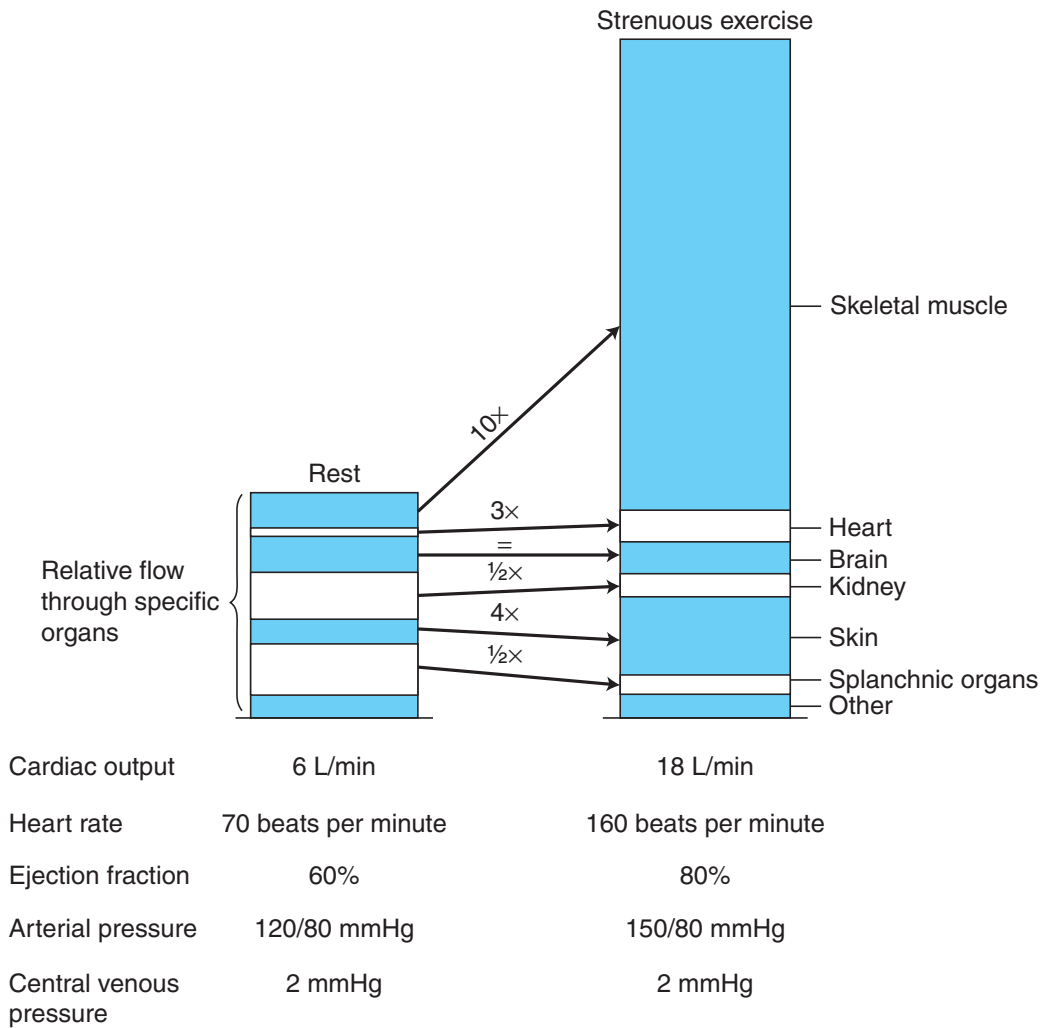 Strenuous exercise
Skeletal muscle
10×
Rest
3×
Heart
=
Brain
½×
Kidney
Relative flow
through specific
organs
4×
Skin
½×
Splanchnic organs
Other
Cardiac output 6 L/min 18 L/min
Heart rate 70 beats per minute 160 beats per minute
Ejection fraction 60% 80%
Arterial pressure 120/80 mmHg 150/80 mmHg
Central venous 2 mmHg 2 mmHg
pressure